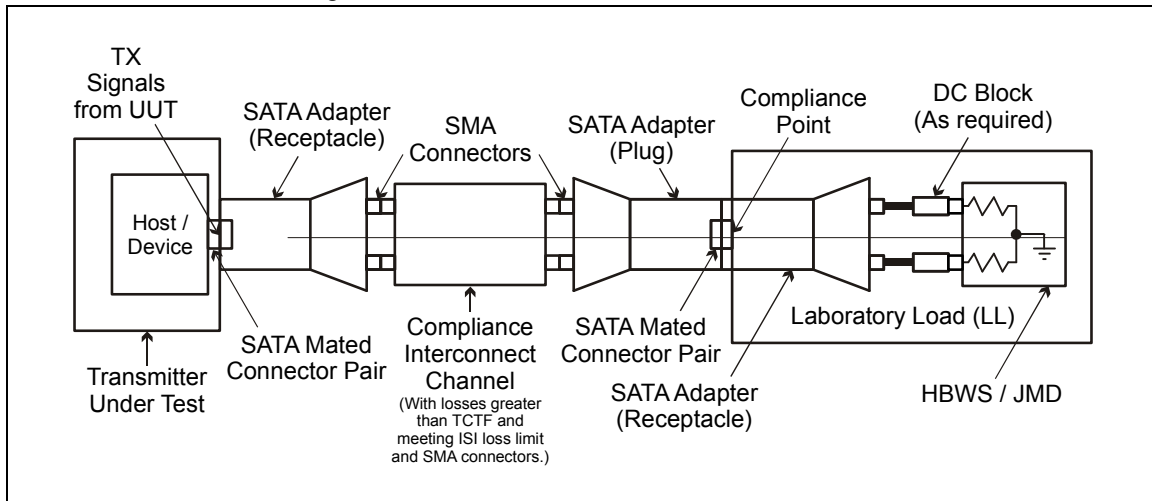 TX
Signals
from UUT
SATA Adapter
(Receptacle)
SMA
Connectors
SATA Adapter
(Plug)
Compliance
Point
DC Block
(As required)
Host /
Device
Laboratory Load (LL)
Transmitter
Under Test
SATA Mated
Connector Pair
Compliance
Interconnect
Channel
(With losses greater
than TCTF and
meeting ISI loss limit
and SMA connectors.)
SATA Mated
Connector Pair
SATA Adapter
(Receptacle)
HBWS / JMD